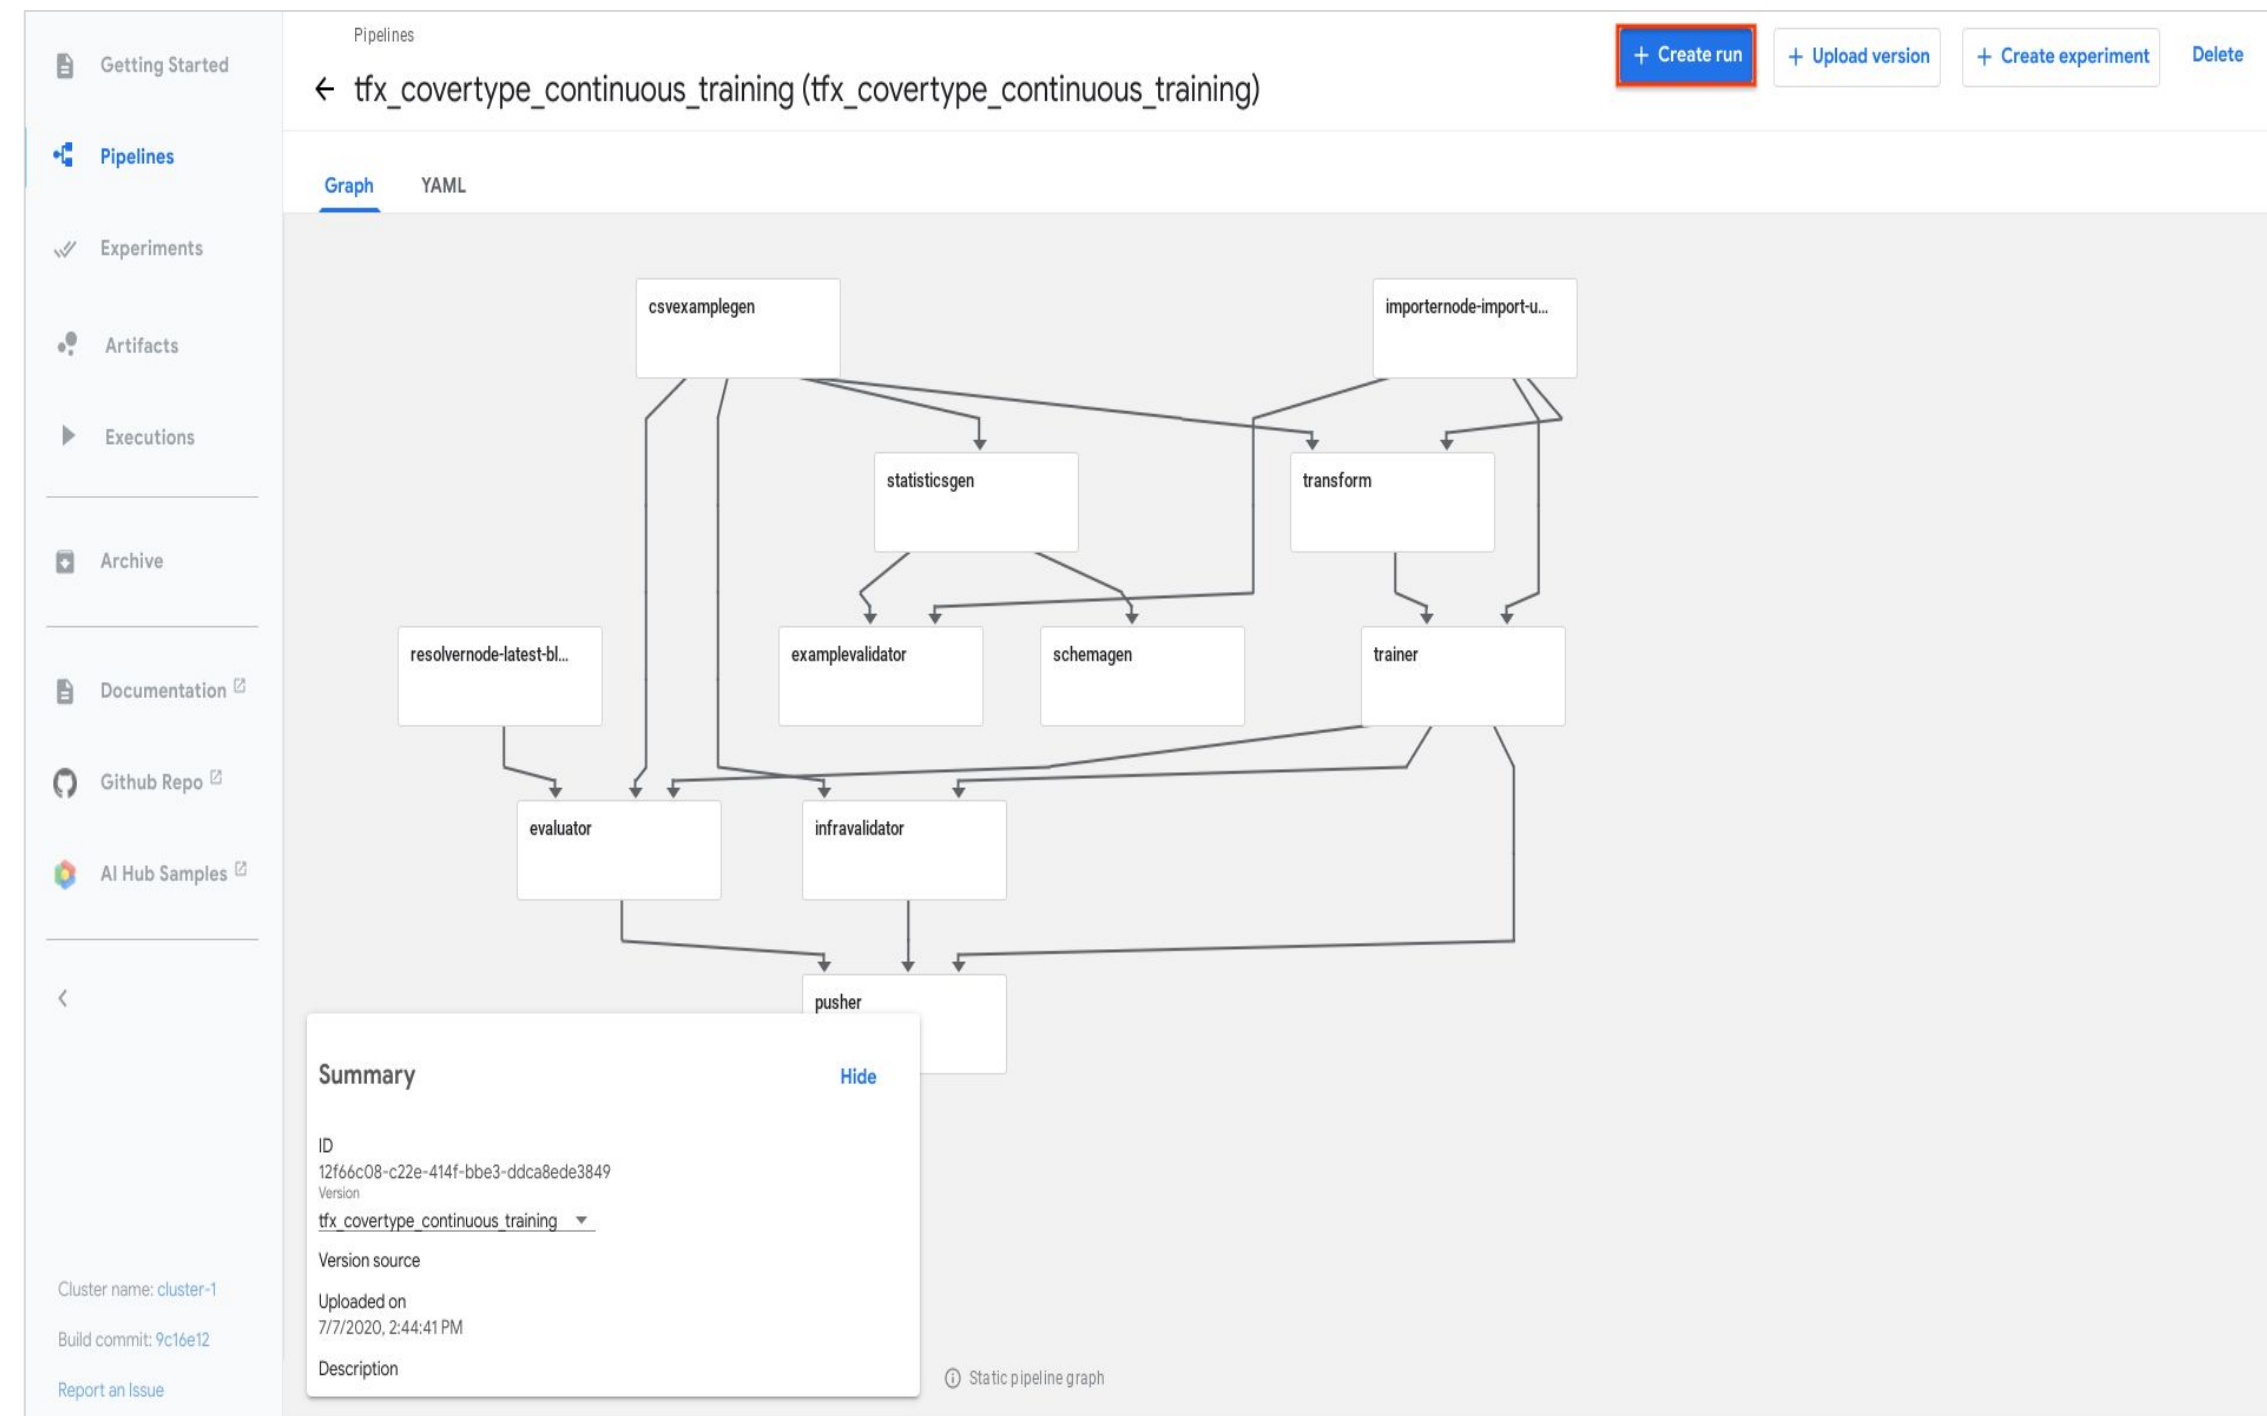 Getting Started
Pipelines
Experiments
Artifacts
Executions
Archive
Documentation
Github Repo
AI Hub Samples
Cluster name: cluster-1
Build commit: 9c16e12
Report an Issue
Pipelines
tfx_covertype_continuous_training (tfx_covertype_continuous_training)
+ Create run
+ Upload version
+ Create experiment
Delete
Graph
YAML
csvexamplegen
importernode-import-u...
statisticsgen
transform
resolvernode-latest-bl...
examplevalidator
schemagen
trainer
evaluator
infravalidator
pusher
Summary
Hide
ID
12f66c08-c22e-414f-bbe3-ddca8ede3849
Version
tfx_covertype_continuous_training
Version source
Uploaded on
7/7/2020, 2:44:41 PM
Description
Static pipeline graph